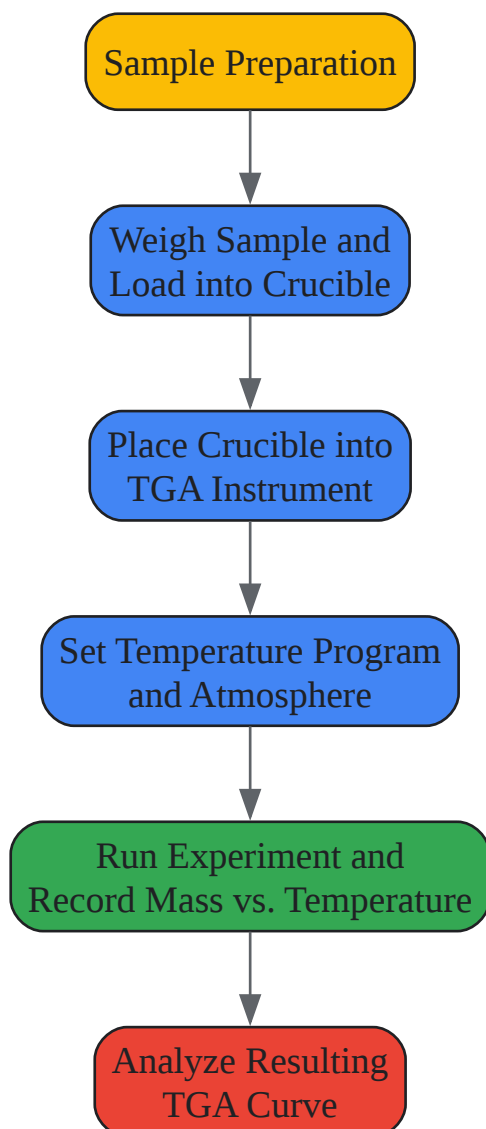 Sample Preparation
Weigh Sample and
Load into Crucible
Place Crucible into
TGA Instrument
Set Temperature Program
and Atmosphere
Run Experiment and
Record Mass vs. Temperature
Analyze Resulting
TGA Curve